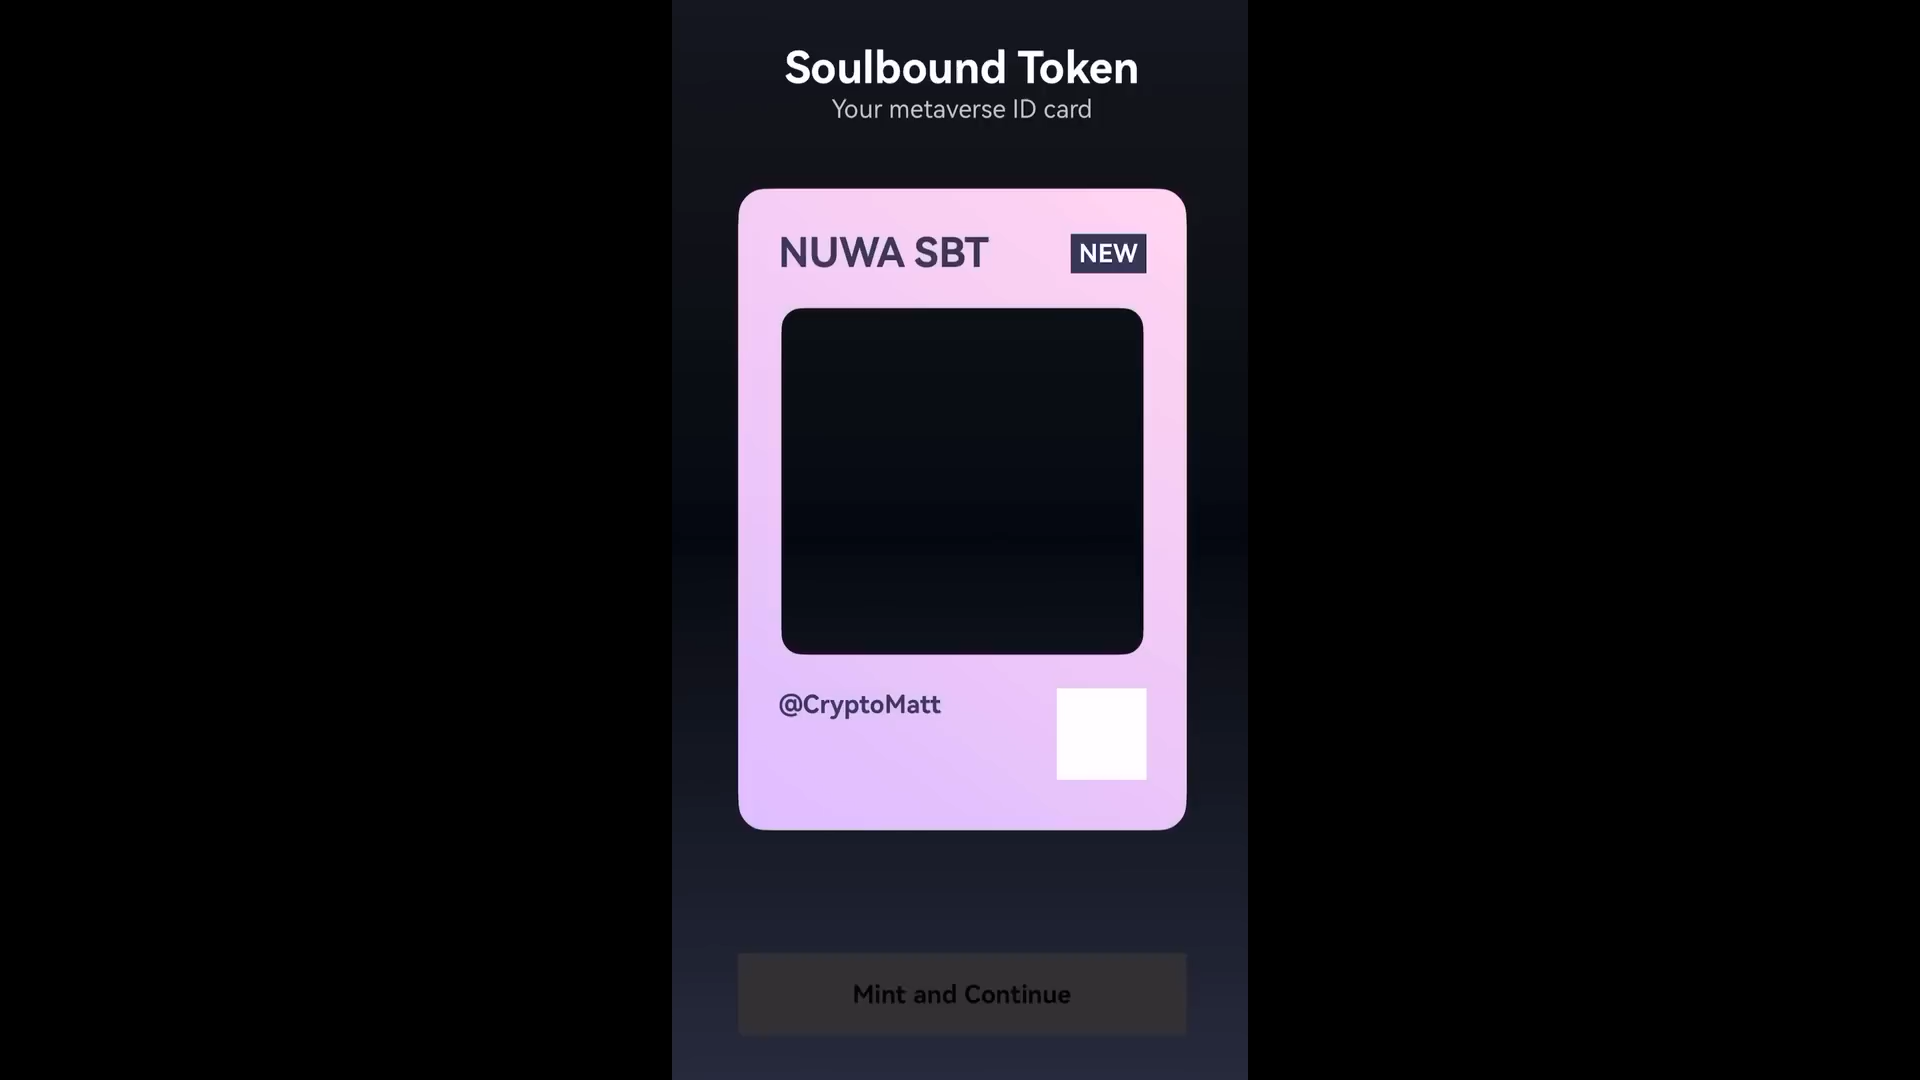 Soulbound Token
Your metaverse ID card
NUWA SBT
NEW
@CryptoMatt
Mint and Continue